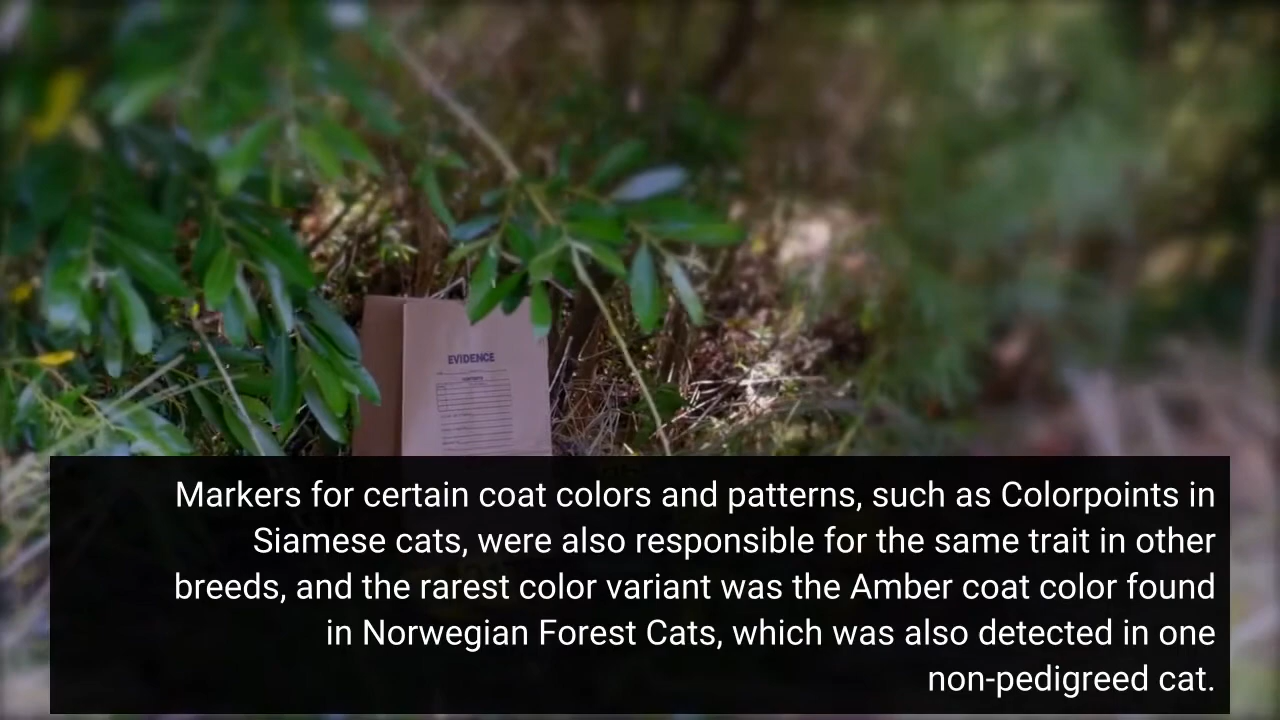 EVIDENCE
Markers for certain coat colors and patterns, such as Colorpoints in
Siamese cats, were also responsible for the same trait in other
breeds, and the rarest color variant was the Amber coat color found
in Norwegian Forest Cats, which was also detected in one
non-pedigreed cat.